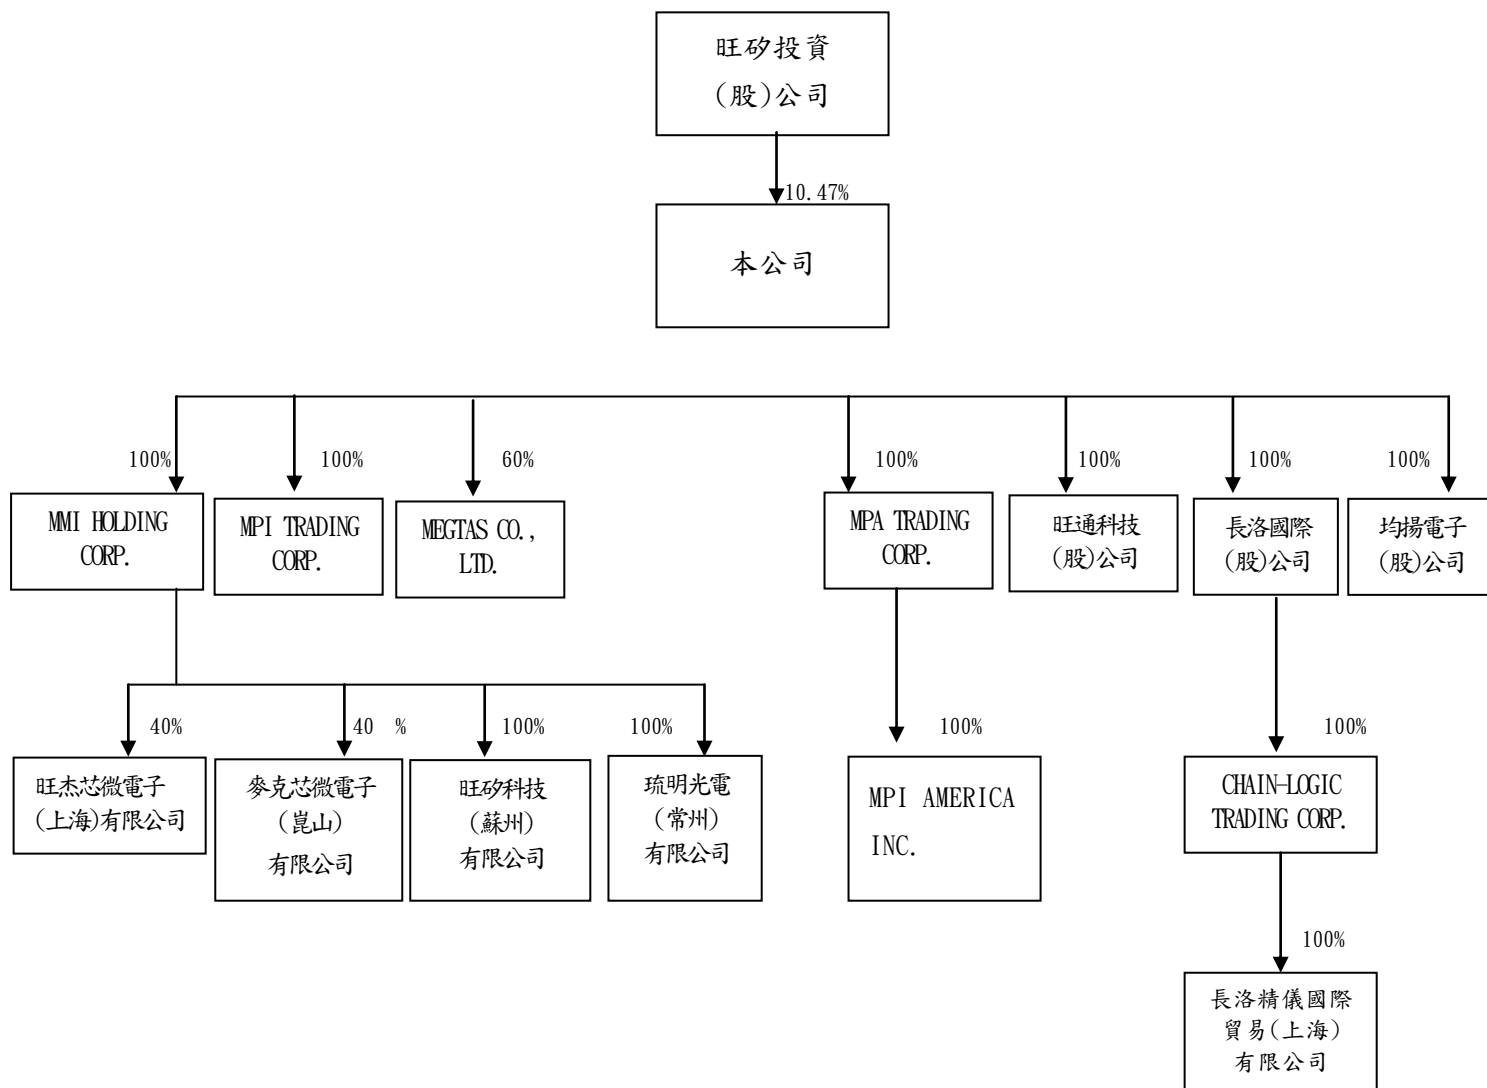 旺矽投資
(股)公司
10.47%
本公司
100%
100%
60%
100%
100%
100%
100%
MMI HOLDING
CORP.
MPI TRADING
CORP.
MEGTAS CO.,
LTD.
MPA TRADING
CORP.
旺通科技
(股)公司
長洛國際
(股)公司
均揚電子
(股)公司
40%
40 %
100%
100%
100%
100%
旺杰芯微電子
(上海)有限公司
麥克芯微電子
(崑山)
有限公司
旺矽科技
(蘇州)
有限公司
琉明光電
(常州)
有限公司
MPI AMERICA
INC.
CHAIN-LOGIC
TRADING CORP.
100%
長洛精儀國際
貿易(上海)
有限公司